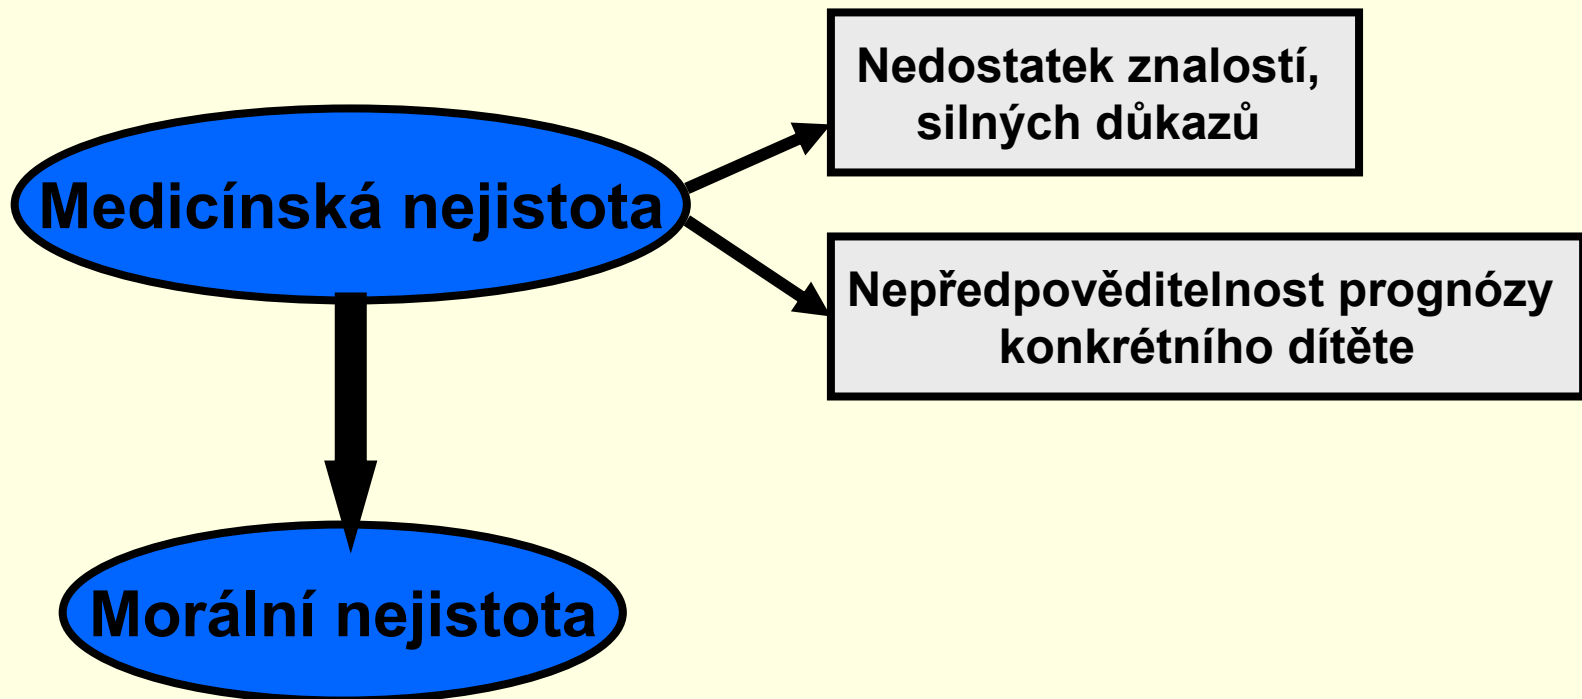 Nedostatek znalostí,
silných důkazů
Medicínská nejistota
Nepředpověditelnost prognózy
konkrétního dítěte
Morální nejistota